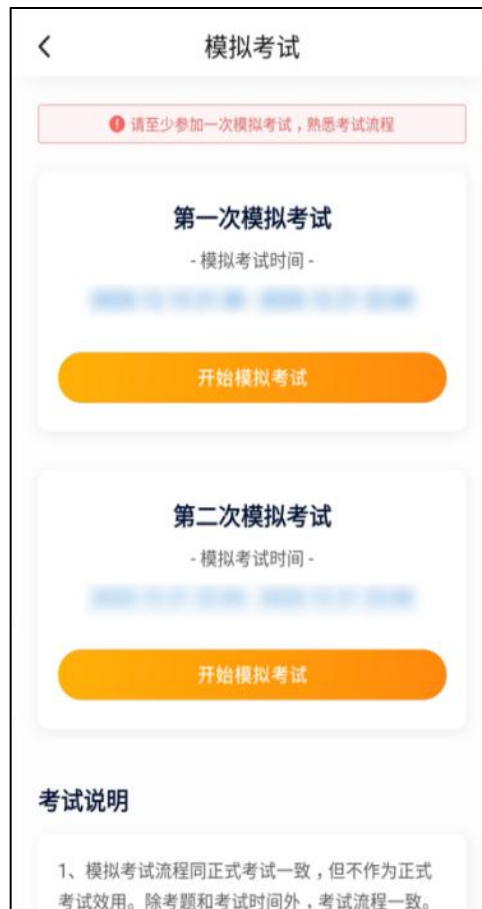 模拟考试
请至少参加一次模拟考试，熟悉考试流程
第一次模拟考试
- 模拟考试时间 -
开始模拟考试
第二次模拟考试
- 模拟考试时间 -
开始模拟考试
考试说明
1、模拟考试流程同正式考试一致，但不作为正式
考试效用。除考题和考试时间外，考试流程一致。